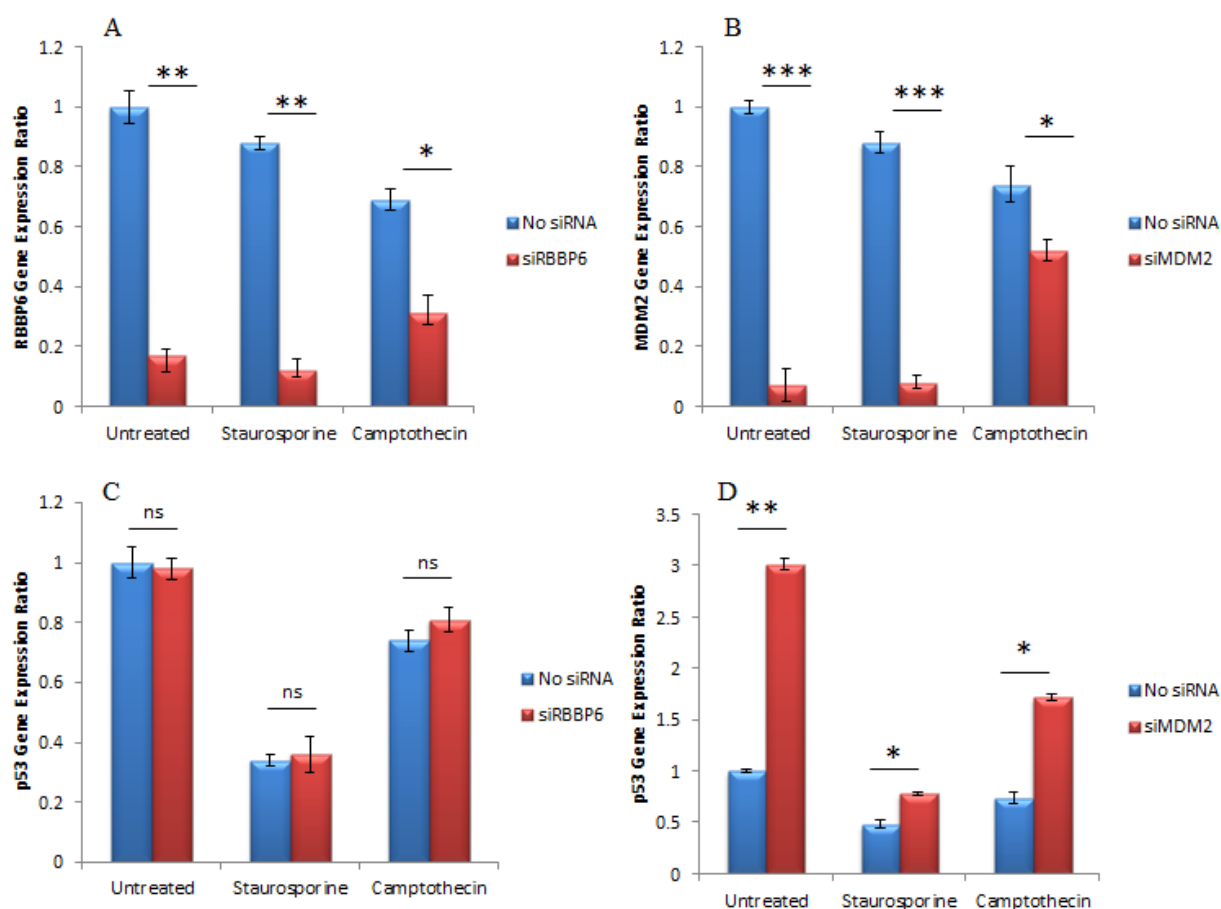 A
1.2
1
0.8
0.6
0.4
0.2
0
RBBP6 Gene Expression Ratio
**
**
*
Untreated
Staurosporine
Camptothecin
No siRNA
siRBBP6
B
1.2
1
0.8
0.6
0.4
0.2
0
MDM2 Gene Expression Ratio
***
***
*
Untreated
Staurosporine
Camptothecin
No siRNA
siMDM2
C
1.2
1
0.8
0.6
0.4
0.2
0
p53 Gene Expression Ratio
ns
ns
ns
Untreated
Staurosporine
Camptothecin
No siRNA
siRBBP6
D
3.5
3
2.5
2
1.5
1
0.5
0
p53 Gene Expression Ratio
**
*
*
Untreated
Staurosporine
Camptothecin
No siRNA
siMDM2